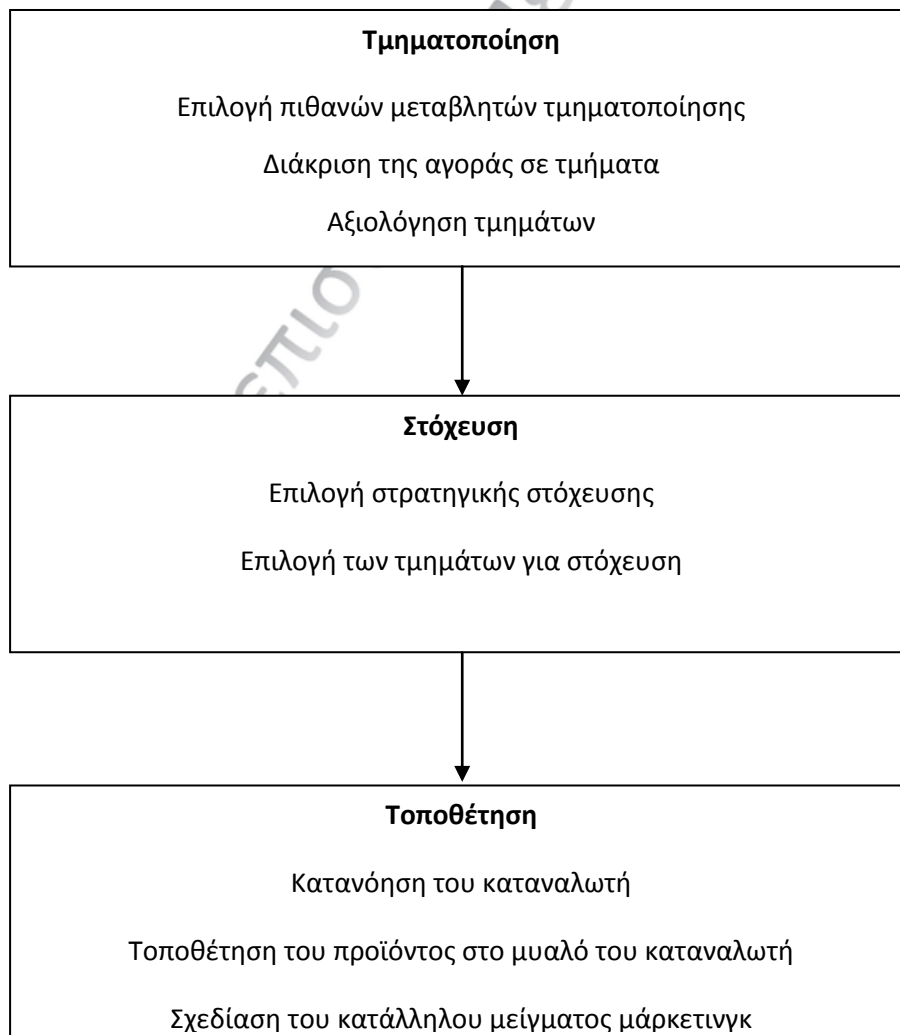 Τμηματοποίηση
Επιλογή πιθανών μεταβλητών τμηματοποίησης
Διάκριση της αγοράς σε τμήματα
Αξιολόγηση τμημάτων
Στόχευση
Επιλογή στρατηγικής στόχευσης
Επιλογή των τμημάτων για στόχευση
Τοποθέτηση
Κατανόηση του καταναλωτή
Τοποθέτηση του προϊόντος στο μυαλό του καταναλωτή
Σχεδίαση του κατάλληλου μείγματος μάρκετινγκ